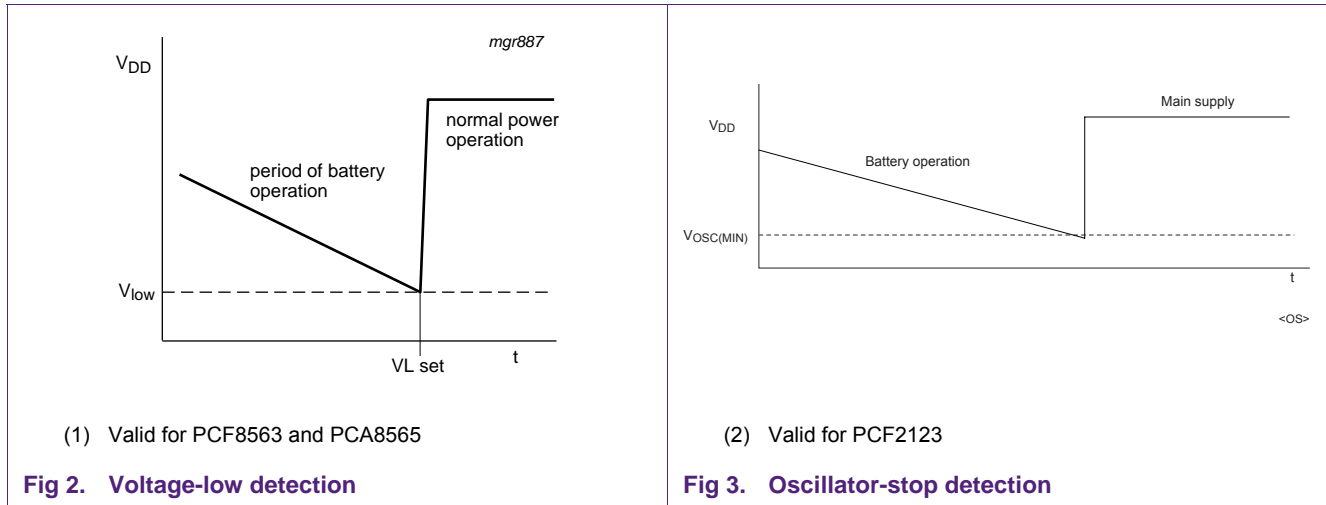 mgr887
VDD
normal power
operation
period of battery
operation
Vlow
VL set
t
(1) Valid for PCF8563 and PCA8565
Fig 2. Voltage-low detection
Main supply
VDD
Battery operation
VOSC(MIN)
t
<OS>
(2) Valid for PCF2123
Fig 3. Oscillator-stop detection